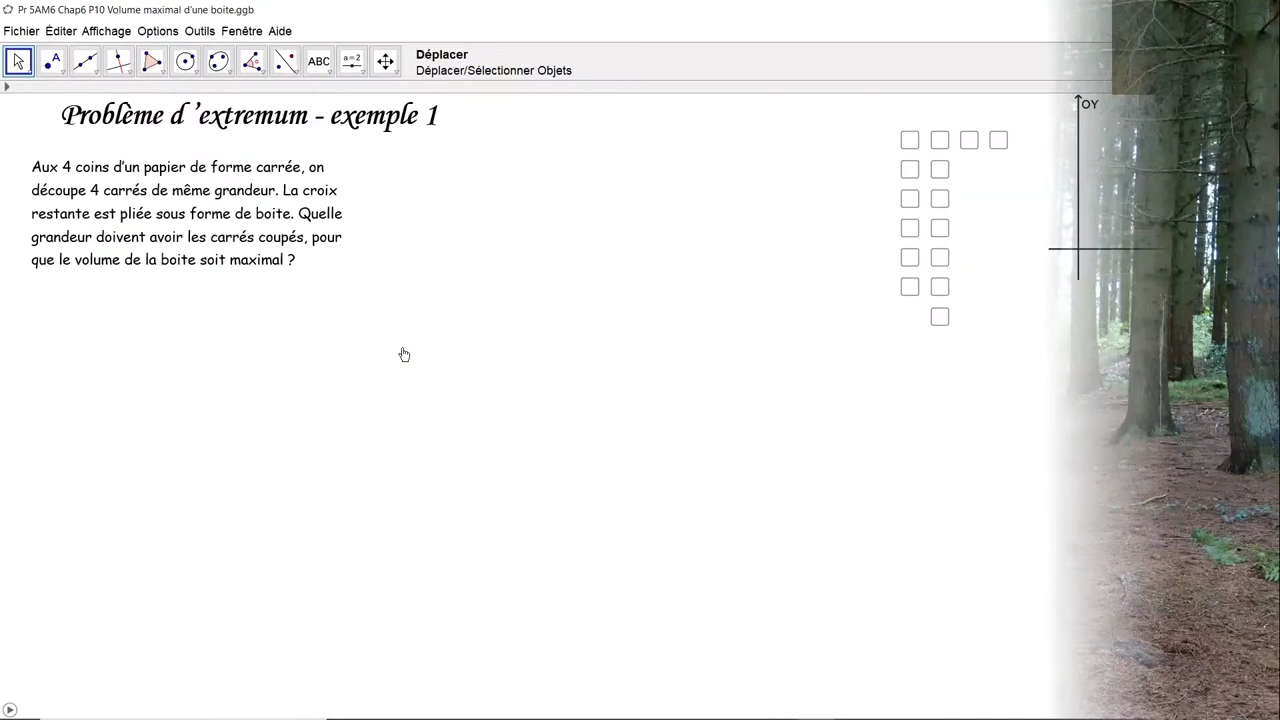 Pr 5AM6 Chap6 P10 Volume maximal d'une boite.ggb
Fichier Éditer Affichage Options Outils Fenêtre Aide
A
ABC
a=2
Déplacer
Déplacer/Sélectionner Objets
Problème d 'extremum - exemple 1
OY
Aux 4 coins d'un papier de forme carrée, on
découpe 4 carrés de même grandeur. La croix
restante est pliée sous forme de boite. Quelle
grandeur doivent avoir les carrés coupés, pour
que le volume de la boite soit maximal ?